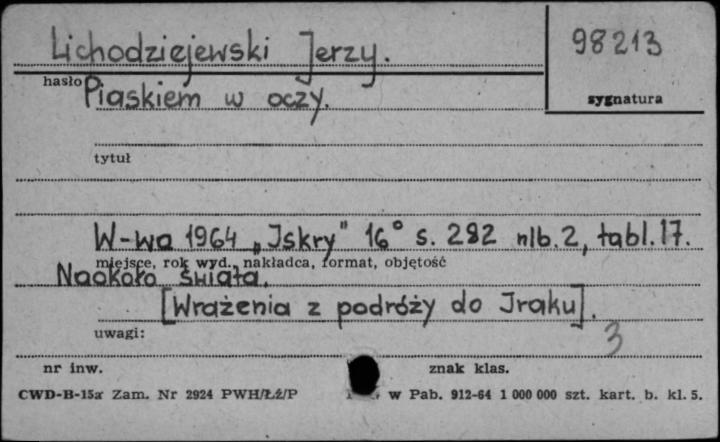 Lichodziejewski Jerzy.
98213
hasło
Piaskiem w oczy.
sygnatura
tytuł
W-wa 1964 „Iskry" 16° s. 282 nlb. 2, tabl. 17.
miejsce, rok wyd., nakładca, format, objętość
Naokoło świata.
[Wrażenia z podróży do Iraku].
uwagi:
3
nr inw.
znak klas.
CWD-B-15x Zam. Nr 2924 PWH/Łż/P w Pab. 912-64 1 000 000 szt. kart. b. kl. 5.